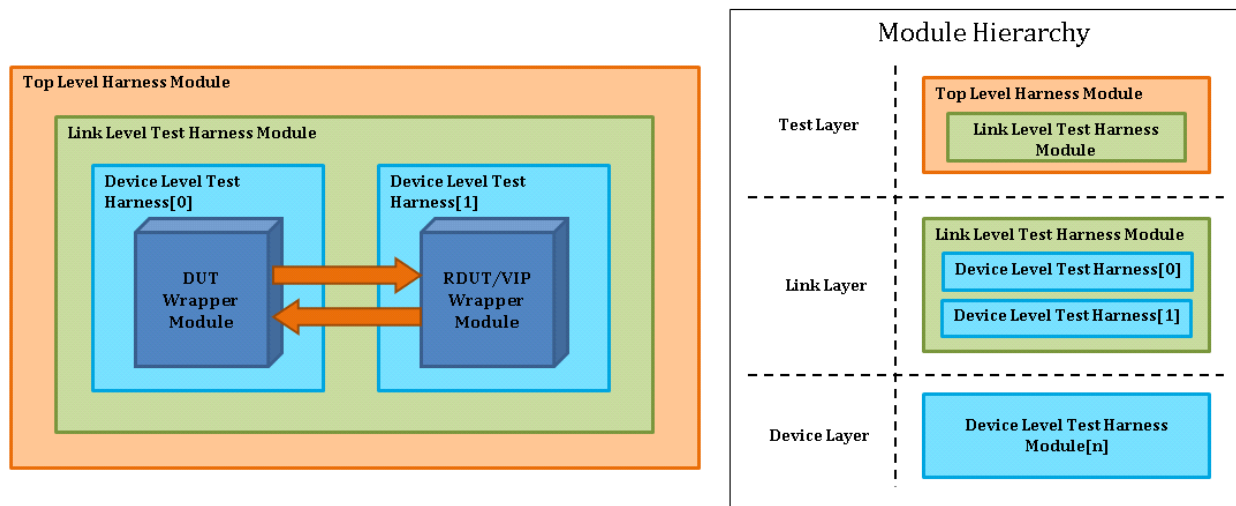 Top Level Harness Module
Link Level Test Harness Module
Device Level Test
Harness[0]
DUT
Wrapper
Module
Device Level Test
Harness[1]
RDUT/VIP
Wrapper
Module
Module Hierarchy
Test Layer
Top Level Harness Module
Link Level Test Harness
Module
Link Layer
Link Level Test Harness Module
Device Level Test Harness[0]
Device Level Test Harness[1]
Device Layer
Device Level Test Harness
Module[n]